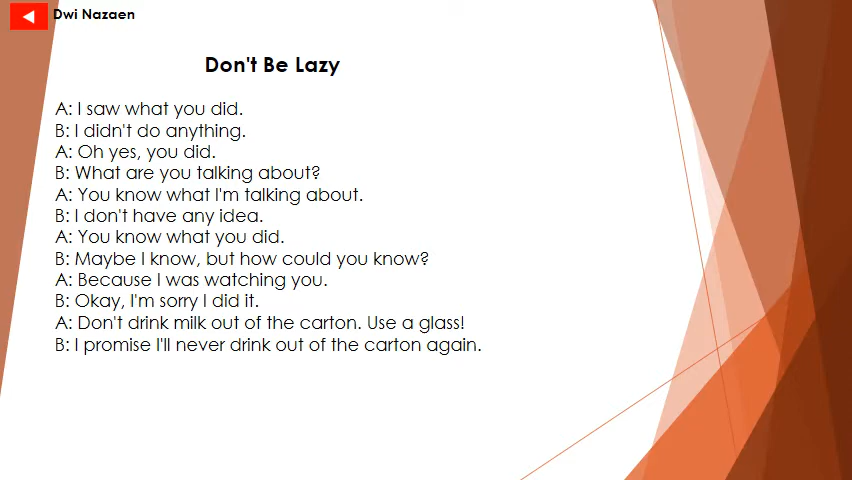 Dwi Nazaen
Don't Be Lazy
A: I saw what you did.
B: I didn't do anything.
A: Oh yes, you did.
B: What are you talking about?
A: You know what I'm talking about.
B: I don't have any idea.
A: You know what you did.
B: Maybe I know, but how could you know?
A: Because I was watching you.
B: Okay, I'm sorry I did it.
A: Don't drink milk out of the carton. Use a glass!
B: I promise I'll never drink out of the carton again.